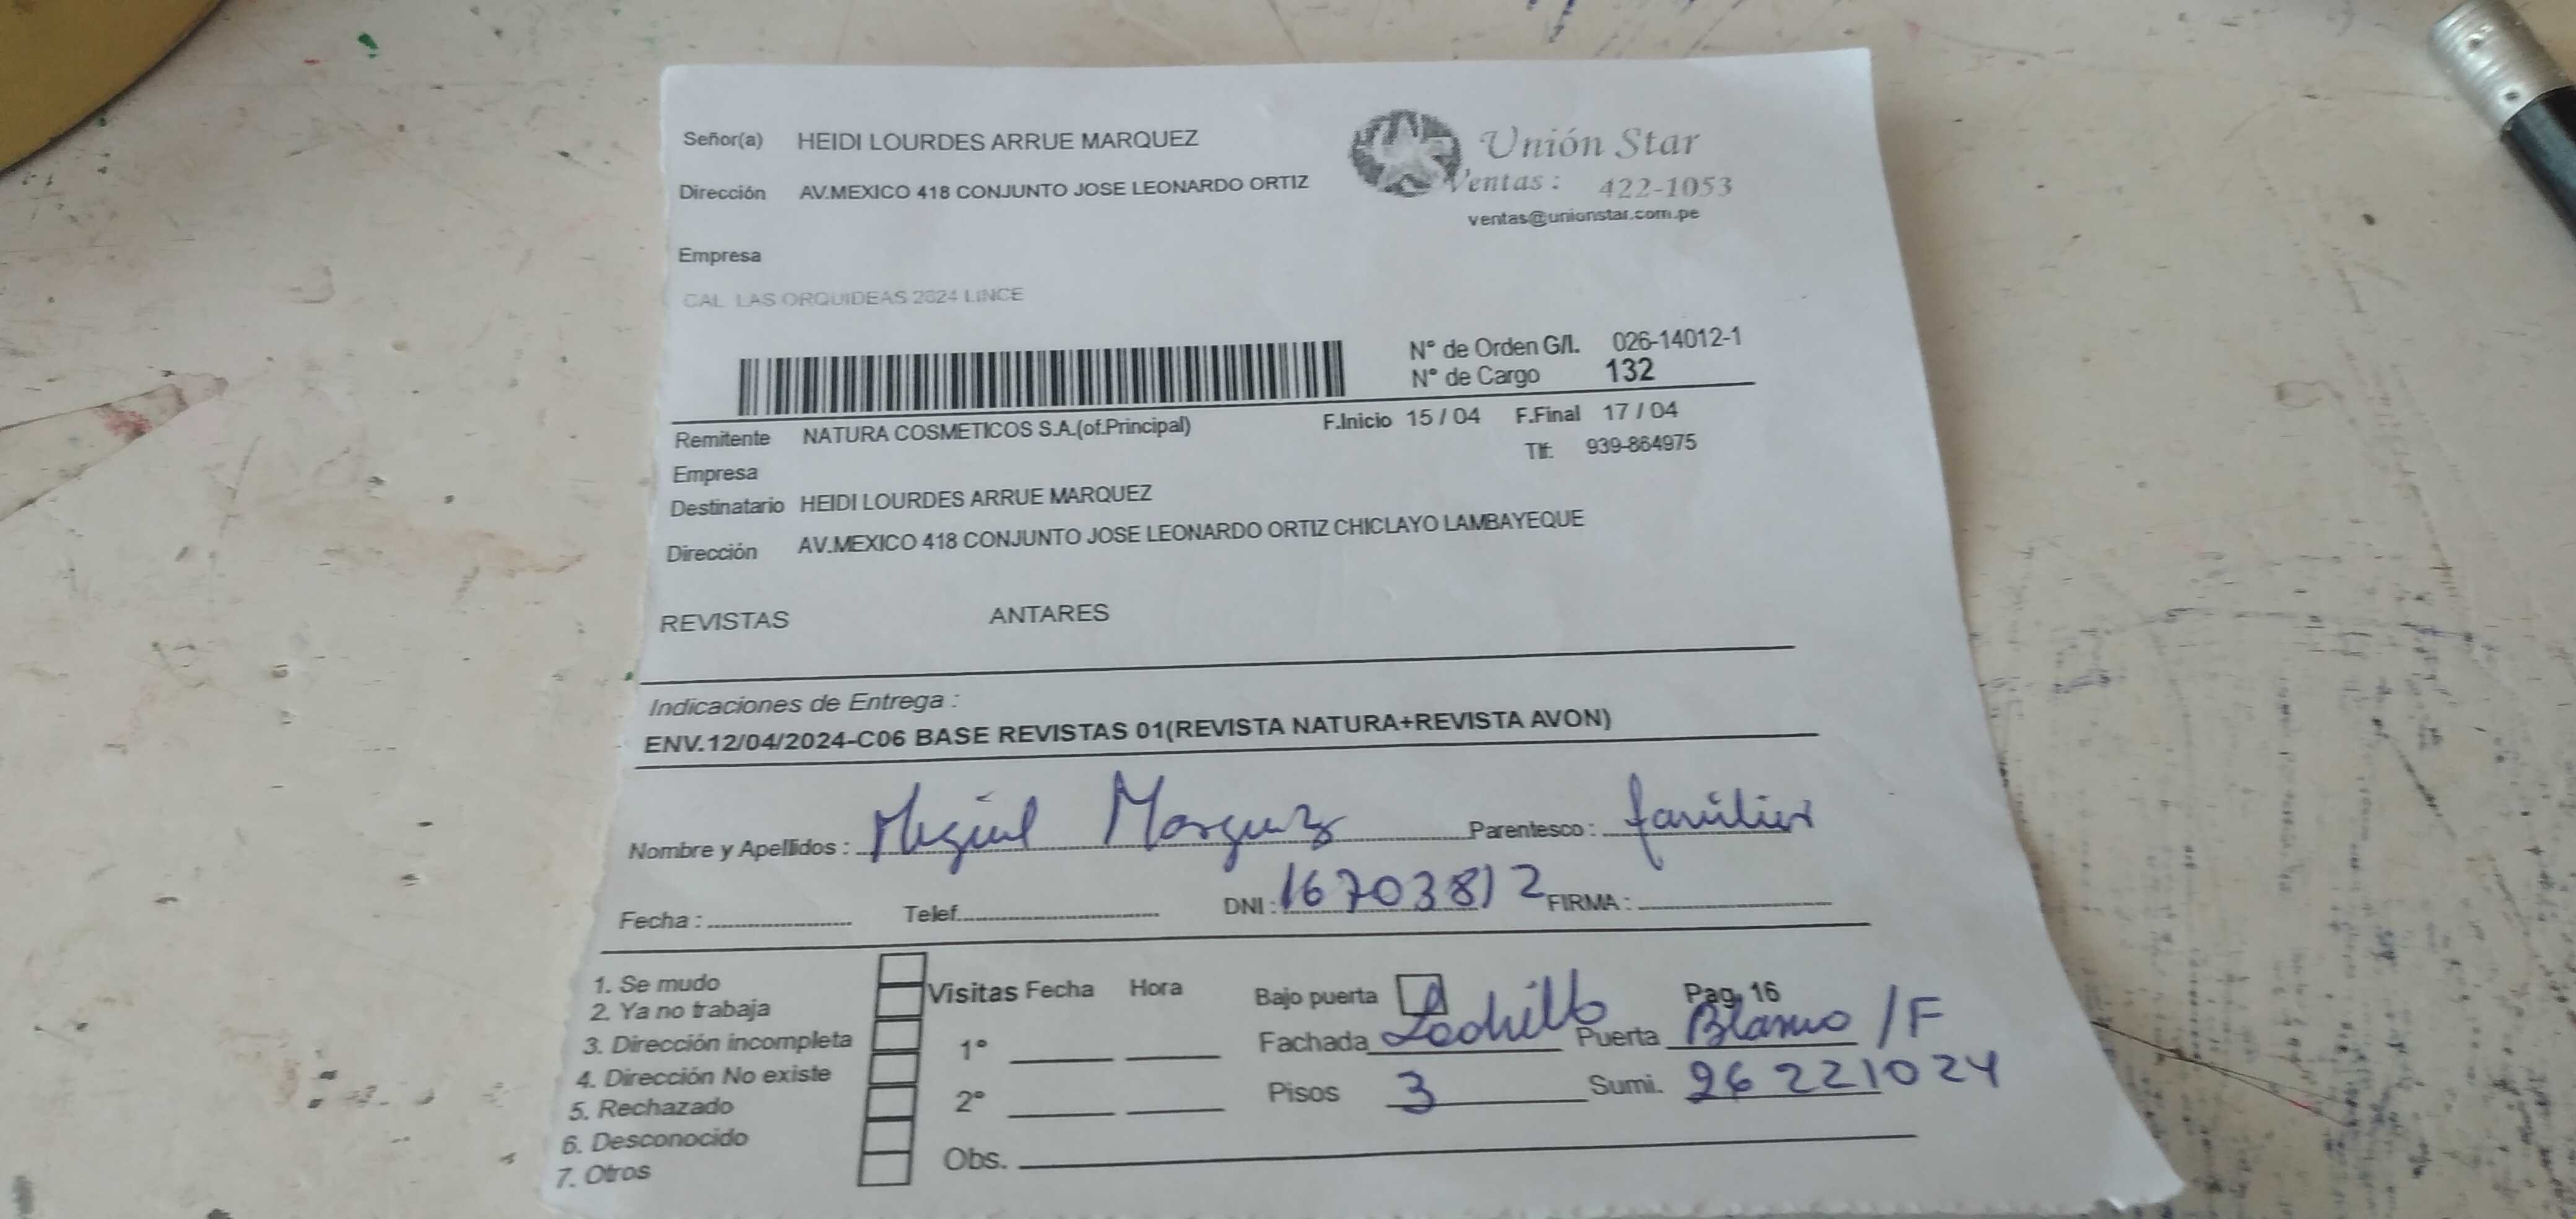 Señor(a) HEIDI LOURDES ARRUE MARQUEZ
Unión Star
Dirección AV.MEXICO 418 CONJUNTO JOSE LEONARDO ORTIZ
Ventas : 422-1053
ventas@unionstar.com.pe
Empresa
CAL LAS ORQUIDEAS 2624 LINCE
N° de Orden G/I. 026-14012-1
N° de Cargo 132
Remitente NATURA COSMETICOS S.A.(of.Principal) F.Inicio 15 / 04 F.Final 17 / 04
Empresa Tlf: 939-864975
Destinatario HEIDI LOURDES ARRUE MARQUEZ
Dirección AV.MEXICO 418 CONJUNTO JOSE LEONARDO ORTIZ CHICLAYO LAMBAYEQUE
REVISTAS ANTARES
Indicaciones de Entrega :
ENV.12/04/2024-C06 BASE REVISTAS 01(REVISTA NATURA+REVISTA AVON)
Nombre y Apellidos : Miguel Marquez Parentesco : familiar
Fecha : Telef. DNI : 16703812 FIRMA :
1. Se mudo
2. Ya no trabaja
3. Dirección incompleta
4. Dirección No existe
5. Rechazado
6. Desconocido
7. Otros
Visitas Fecha Hora
1°
2°
Obs.
Bajo puerta Pag. 16
Fachada Ladrillo Puerta Blanco /F
Pisos 3 Sumi. 26221024